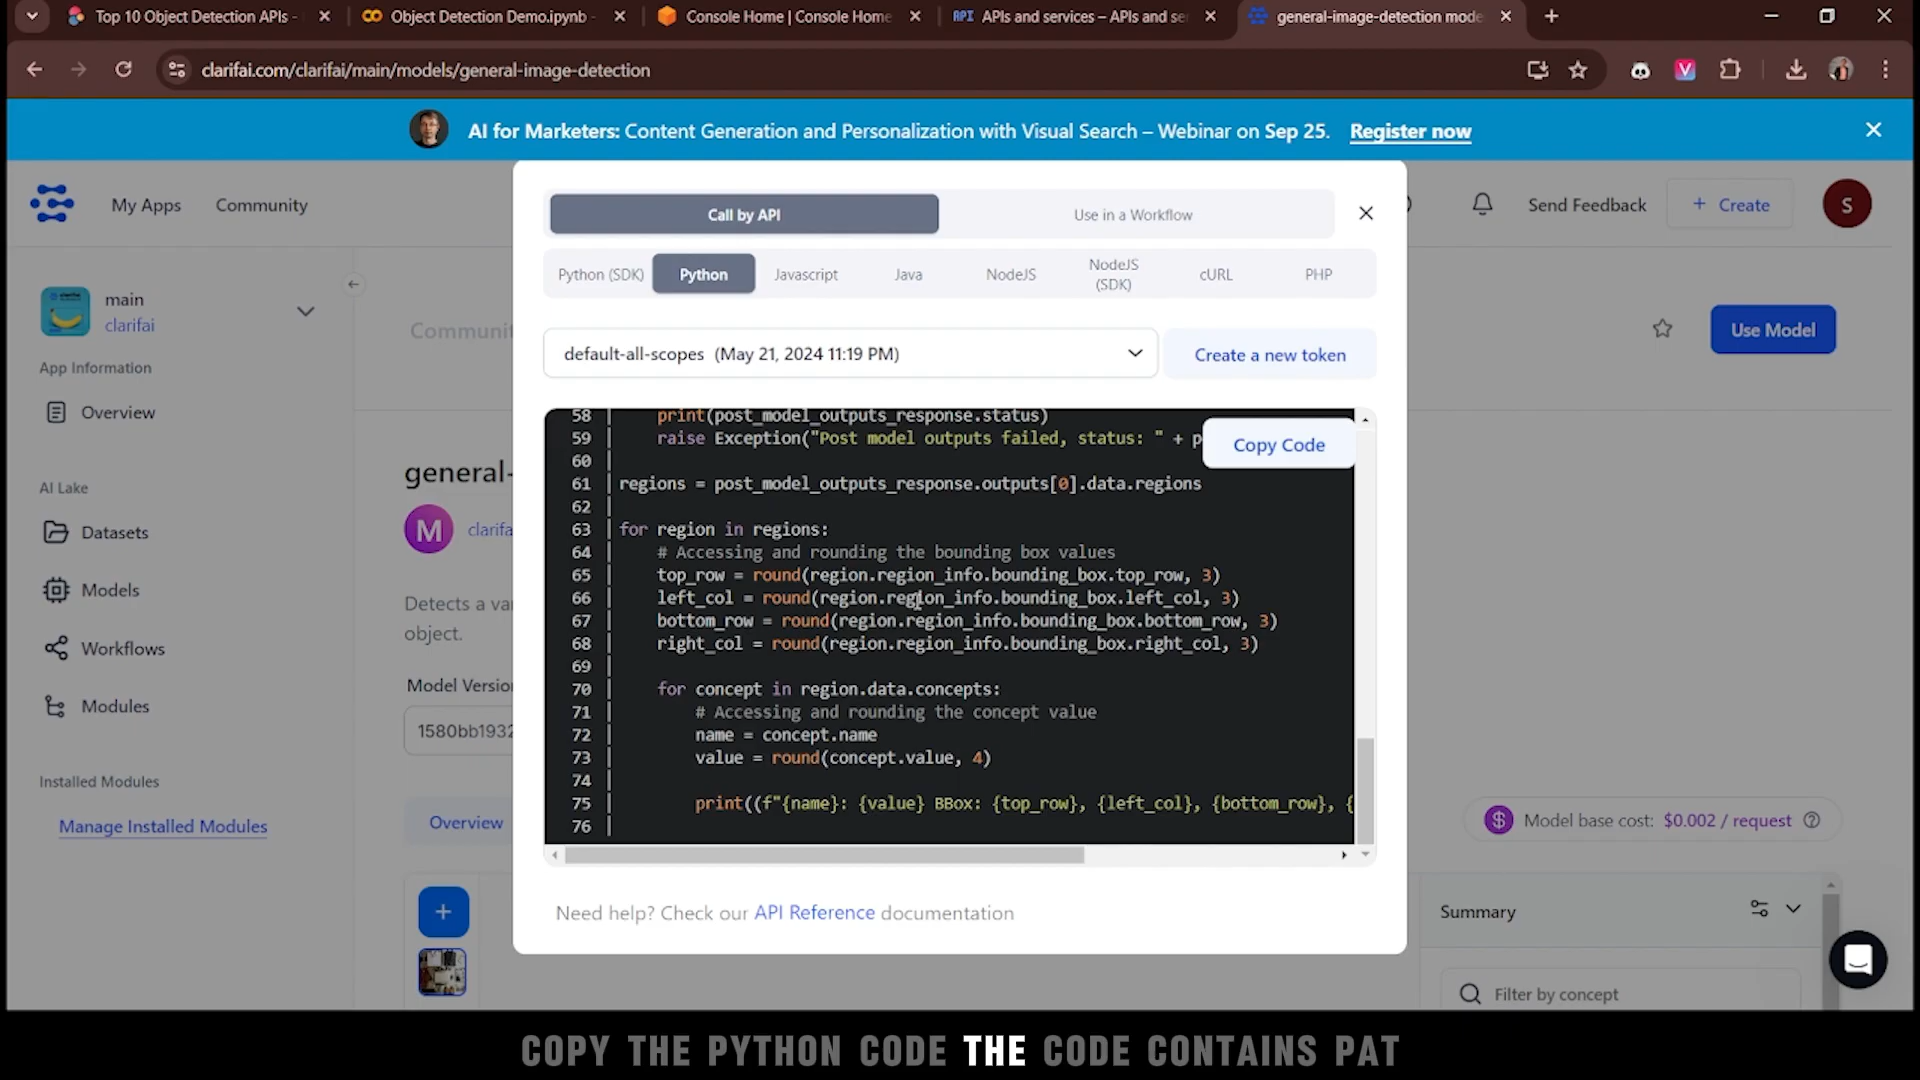 Top 10 Object Detection APIs -
Object Detection Demo.ipynb -
Console Home | Console Home
API APIs and services – APIs and se
general-image-detection mode
clarifai.com/clarifai/main/models/general-image-detection
AI for Marketers: Content Generation and Personalization with Visual Search – Webinar on Sep 25. Register now
My Apps
Community
Send Feedback
+ Create
S
Call by API
Use in a Workflow
Python (SDK)
Python
Javascript
Java
NodeJS
NodeJS
(SDK)
cURL
PHP
main
clarifai
Communit
Use Model
default-all-scopes (May 21, 2024 11:19 PM)
Create a new token
App Information
Overview
AI Lake
Datasets
Models
Workflows
Modules
Installed Modules
Manage Installed Modules
general-
M
clarifa
Detects a va
object.
Model Version
1580bb1932
Overview
Copy Code
58 print(post_model_outputs_response.status)
59 raise Exception("Post model outputs failed, status: " + p
60
61 regions = post_model_outputs_response.outputs[0].data.regions
62
63 for region in regions:
64 # Accessing and rounding the bounding box values
65 top_row = round(region.region_info.bounding_box.top_row, 3)
66 left_col = round(region.region_info.bounding_box.left_col, 3)
67 bottom_row = round(region.region_info.bounding_box.bottom_row, 3)
68 right_col = round(region.region_info.bounding_box.right_col, 3)
69
70 for concept in region.data.concepts:
71 # Accessing and rounding the concept value
72 name = concept.name
73 value = round(concept.value, 4)
74
75 print((f"{name}: {value} BBox: {top_row}, {left_col}, {bottom_row}, {
76
Need help? Check our API Reference documentation
$ Model base cost: $0.002 / request
Summary
Filter by concept
COPY THE PYTHON CODE THE CODE CONTAINS PAT